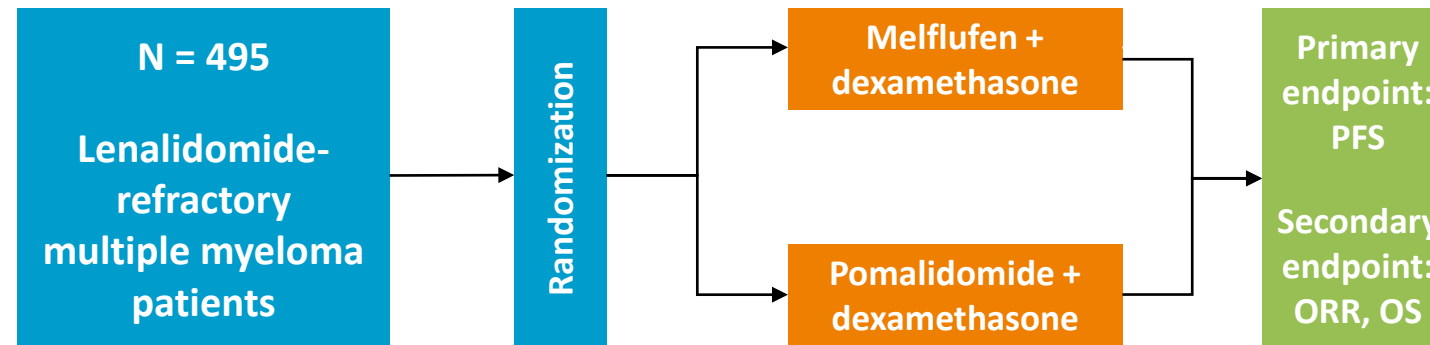 N = 495
Lenalidomide-
refractory
multiple myeloma
patients
Randomization
Melflufen +
dexamethasone
Pomalidomide +
dexamethasone
Primary
endpoint:
PFS
Secondary
endpoint:
ORR, OS